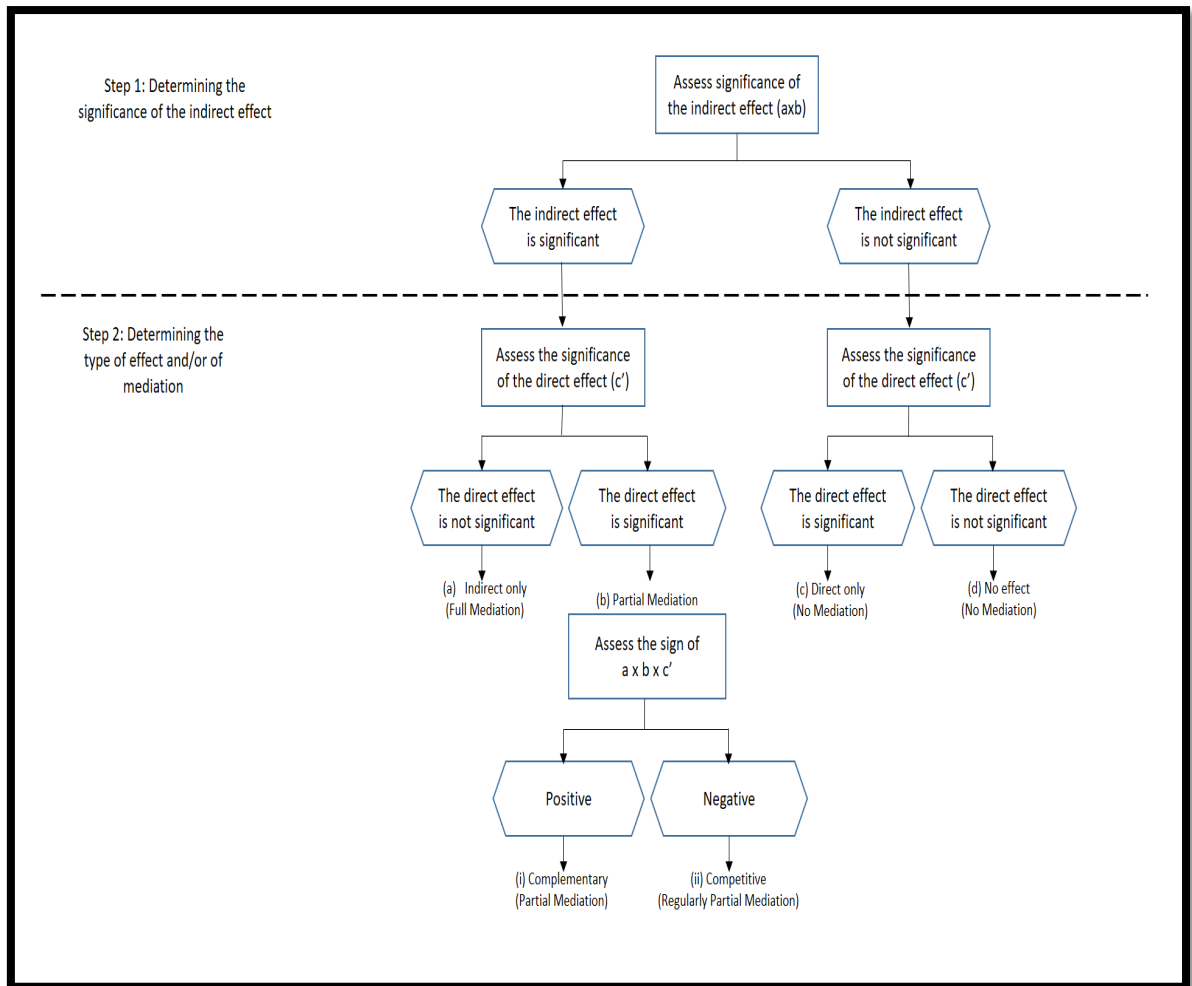 Step 1: Determining the
significance of the indirect effect
Assess significance of
the indirect effect (axb)
The indirect effect
is significant
The indirect effect
is not significant
Step 2: Determining the
type of effect and/or of
mediation
Assess the significance
of the direct effect (c’)
Assess the significance
of the direct effect (c’)
The direct effect
is not significant
The direct effect
is significant
The direct effect
is significant
The direct effect
is not significant
(a) Indirect only
(Full Mediation)
(b) Partial Mediation
(c) Direct only
(No Mediation)
(d) No effect
(No Mediation)
Assess the sign of
a x b x c’
Positive
Negative
(i) Complementary
(Partial Mediation)
(ii) Competitive
(Regularly Partial Mediation)